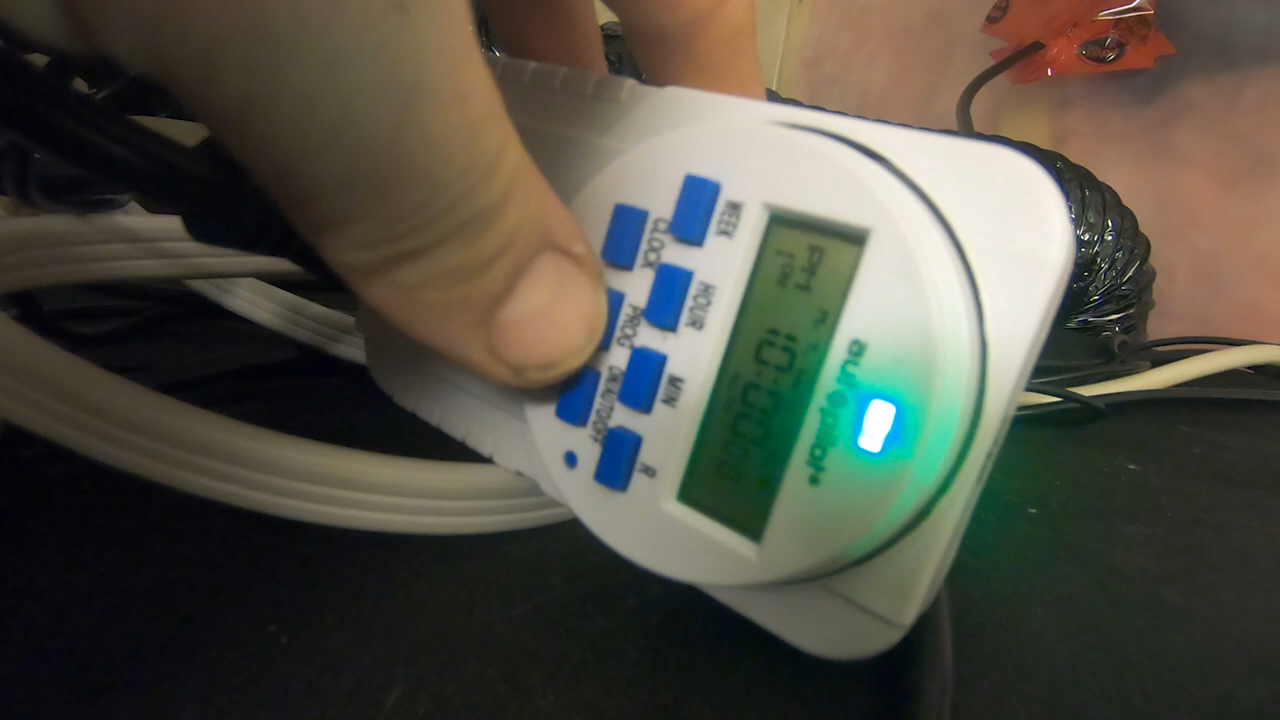 autopilot
PM
10:00
WEEK
HOUR
MIN
R
CLOCK
PROG
ON/AUTO/OFF